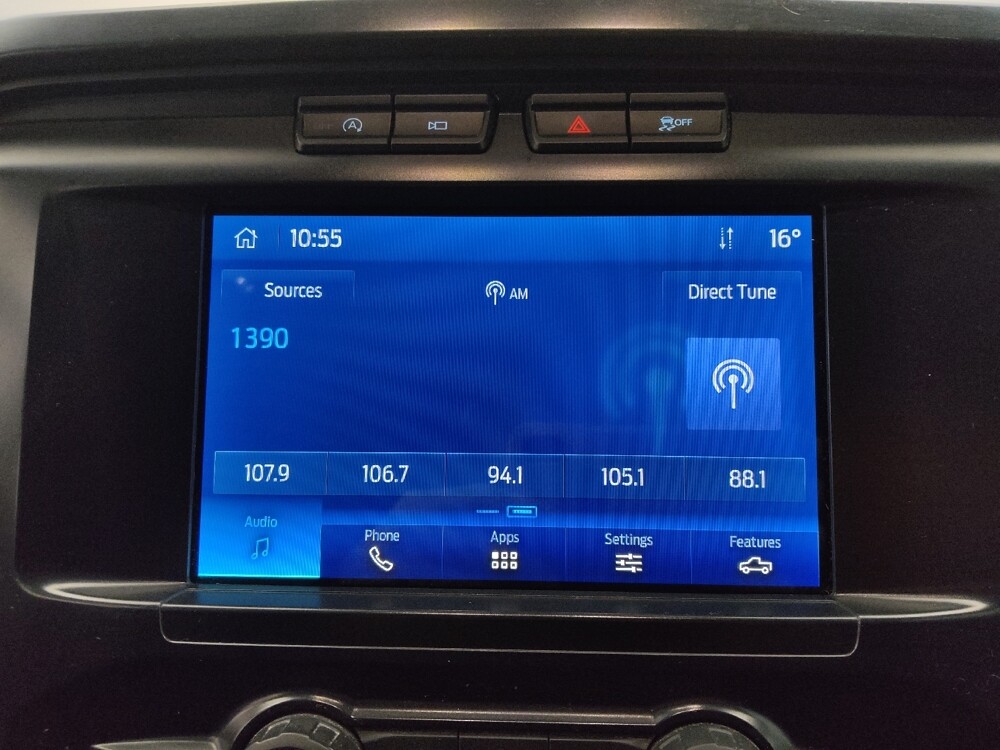 A
OFF
10:55
16°
Sources
AM
Direct Tune
1390
107.9
106.7
94.1
105.1
88.1
Audio
Phone
Apps
Settings
Features